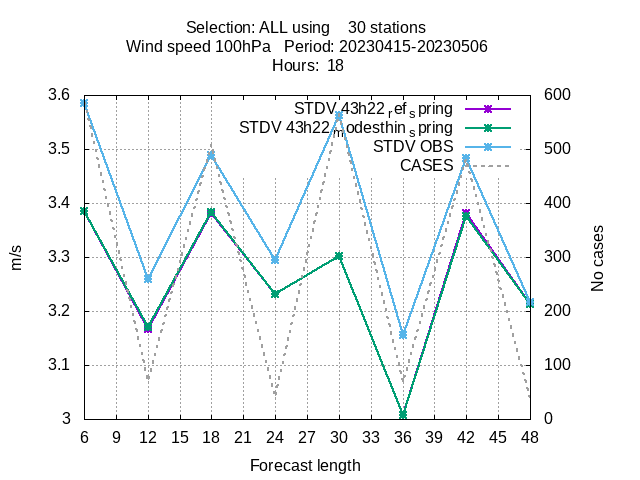 Selection: ALL using 30 stations
Wind speed 100hPa Period: 20230415-20230506
Hours: 18
STDV 43h22 ref spring
STDV 43h22 modesthin spring
STDV OBS
CASES
3.6
3.5
3.4
3.3
3.2
3.1
3
m/s
600
500
400
300
200
100
0
No cases
6 9 12 15 18 21 24 27 30 33 36 39 42 45 48
Forecast length